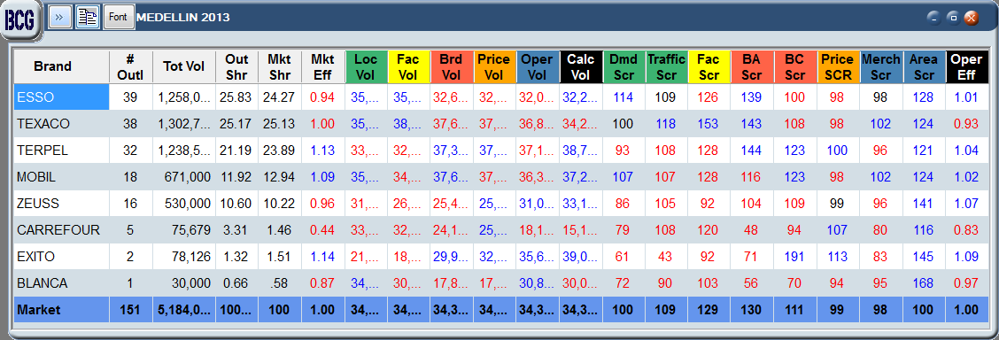 BCG » Font MEDELLIN 2013
Brand # Outl Tot Vol Out Shr Mkt Shr Mkt Eff Loc Vol Fac Vol Brd Vol Price Vol Oper Vol Calc Vol Dmd Scr Traffic Scr Fac Scr BA Scr BC Scr Price SCR Merch Scr Area Scr Oper Eff
ESSO 39 1,258,0... 25.83 24.27 0.94 35,... 35,... 32,6... 32,... 32,0... 32,2... 114 109 126 139 100 98 98 128 1.01
TEXACO 38 1,302,7... 25.17 25.13 1.00 35,... 38,... 37,6... 37,... 36,8... 34,2... 100 118 153 143 108 98 102 124 0.93
TERPEL 32 1,238,5... 21.19 23.89 1.13 33,... 32,... 37,3... 37,... 37,1... 38,7... 93 108 128 144 123 100 96 121 1.04
MOBIL 18 671,000 11.92 12.94 1.09 35,... 34,... 37,6... 37,... 36,3... 37,2... 107 107 128 116 123 98 102 124 1.02
ZEUSS 16 530,000 10.60 10.22 0.96 31,... 26,... 25,4... 25,... 31,0... 33,1... 86 105 92 104 109 99 96 141 1.07
CARREFOUR 5 75,679 3.31 1.46 0.44 33,... 32,... 24,1... 25,... 18,1... 15,1... 79 108 120 48 94 107 80 116 0.83
EXITO 2 78,126 1.32 1.51 1.14 21,... 18,... 29,9... 32,... 35,6... 39,0... 61 43 92 71 191 113 83 145 1.09
BLANCA 1 30,000 0.66 .58 0.87 34,... 30,... 17,8... 17,... 30,8... 30,0... 72 90 103 56 70 94 95 168 0.97
Market 151 5,184,0... 100... 100 1.00 34,... 34,... 34,3... 34,... 34,3... 34,3... 100 109 129 130 111 99 98 100 1.00